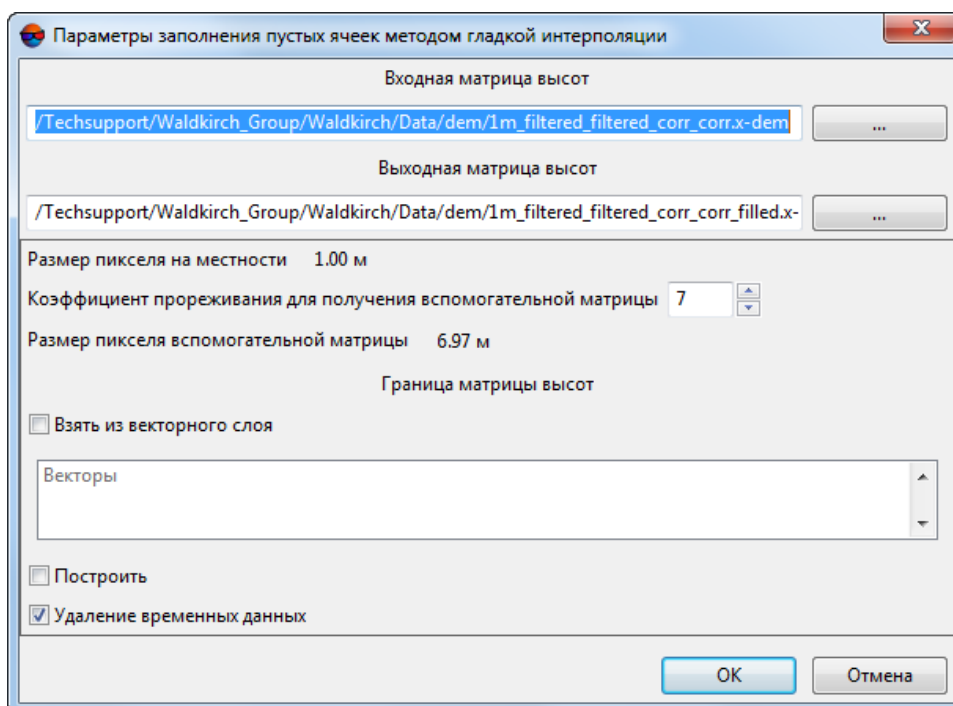 Параметры заполнения пустых ячеек методом гладкой интерполяции
Входная матрица высот
/Techsupport/Waldkirch_Group/Waldkirch/Data/dem/1m_filtered_filtered_corr_corr.x-dem
...
Выходная матрица высот
/Techsupport/Waldkirch_Group/Waldkirch/Data/dem/1m_filtered_filtered_corr_corr_filled.x-
...
Размер пикселя на местности 1.00 м
Коэффициент прореживания для получения вспомогательной матрицы 7
Размер пикселя вспомогательной матрицы 6.97 м
Граница матрицы высот
Взять из векторного слоя
Векторы
Построить
Удаление временных данных
OK Отмена